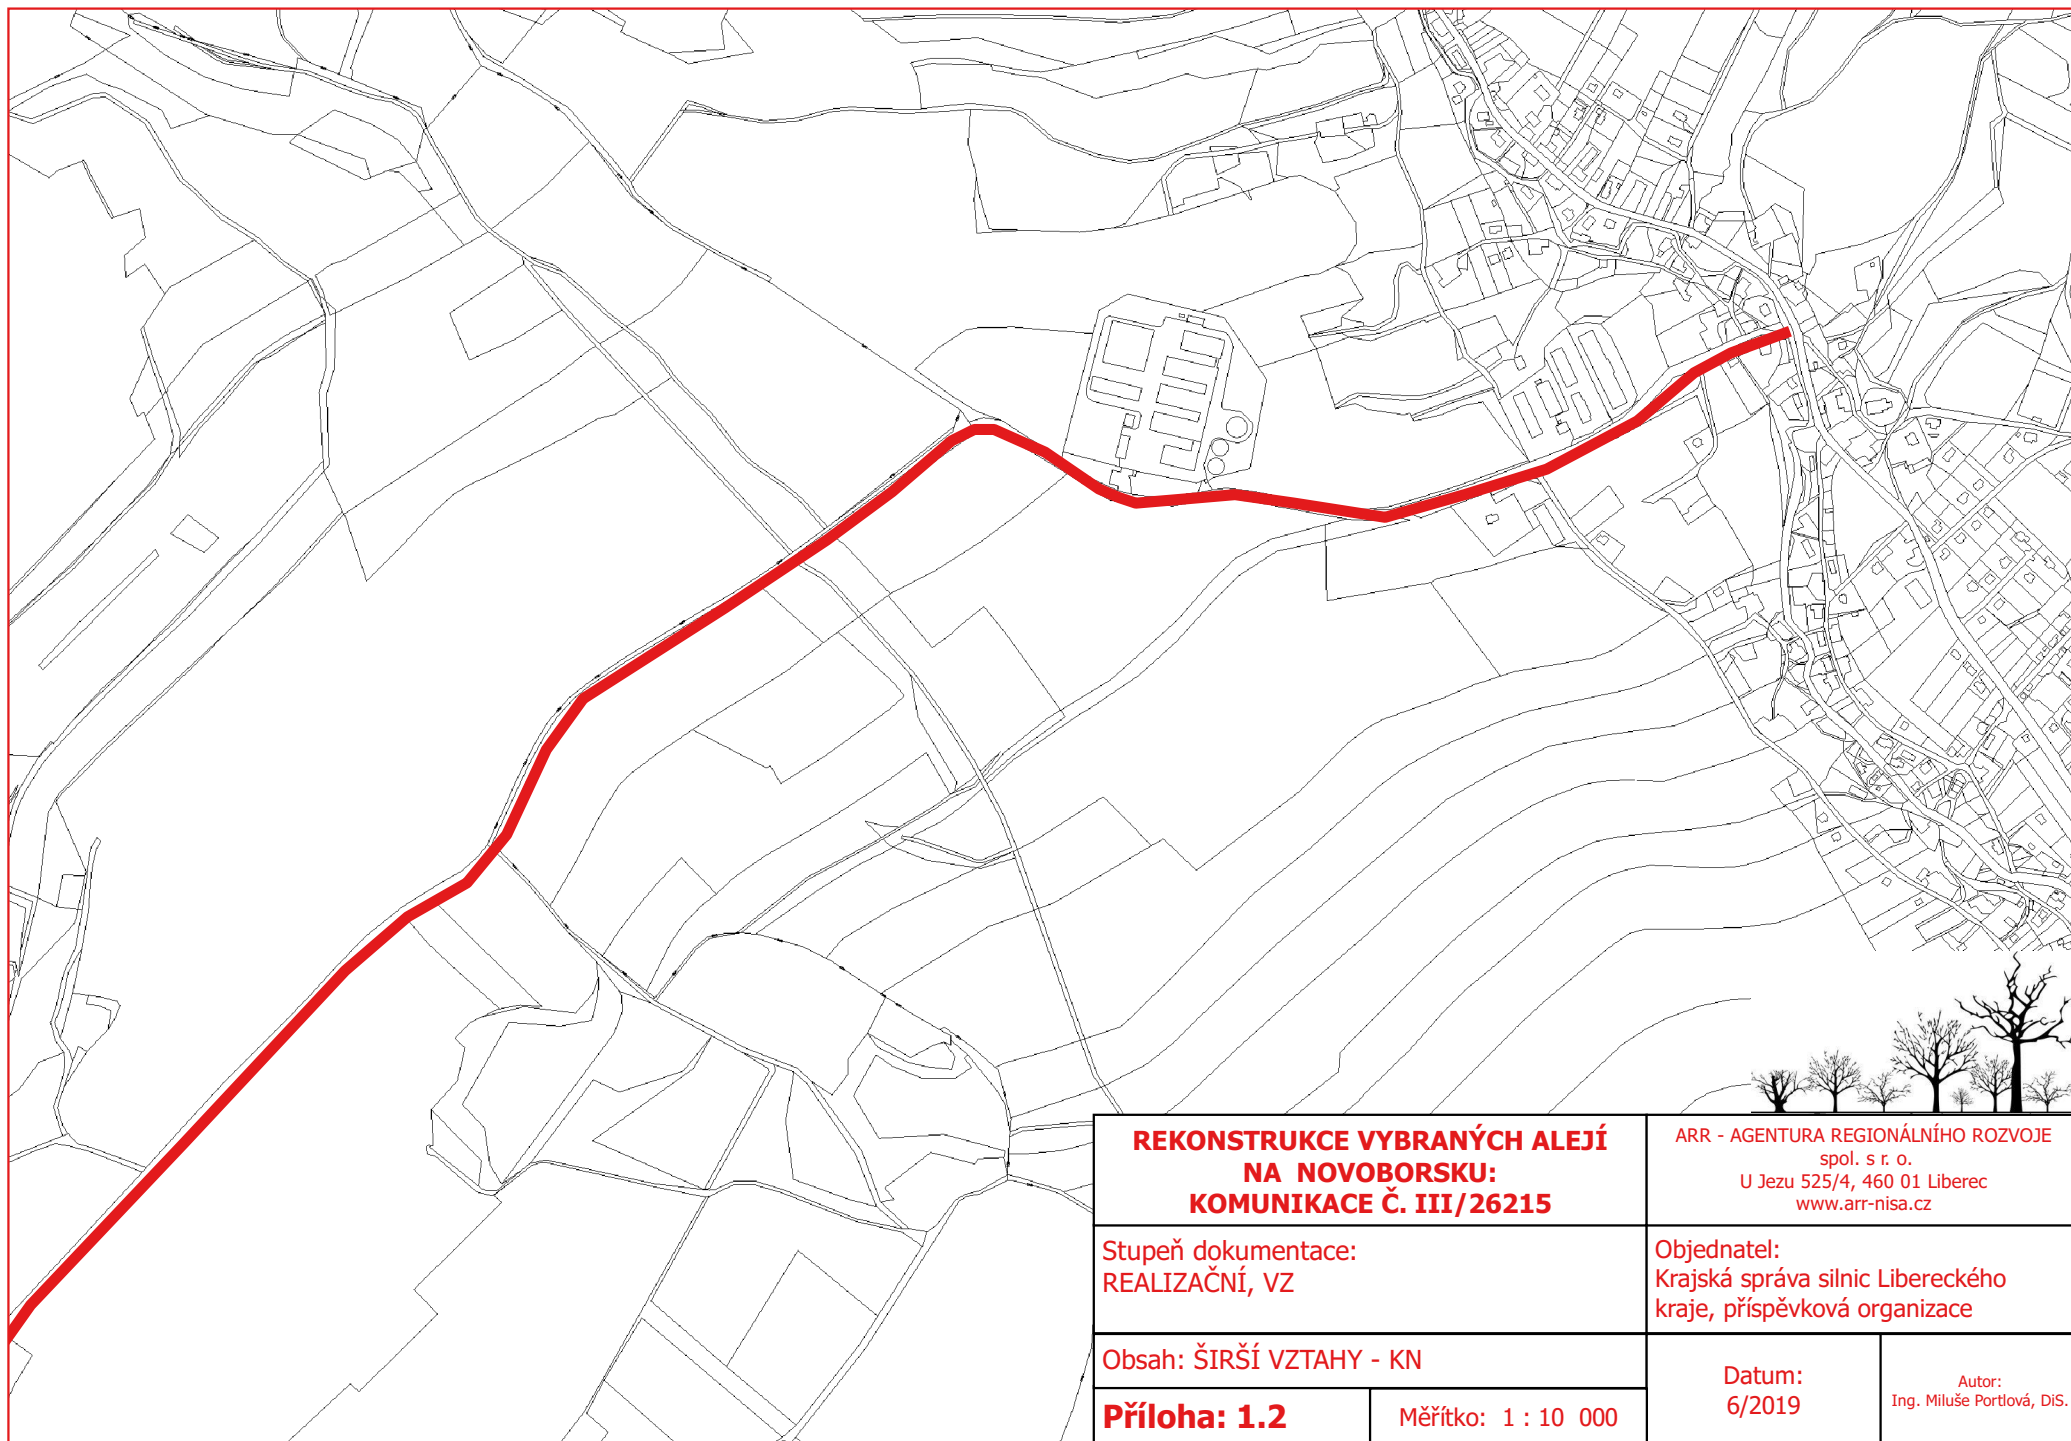 REKONSTRUKCE VYBRANÝCH ALEJÍ
NA NOVOBORSKU:
KOMUNIKACE Č. III/26215
ARR - AGENTURA REGIONÁLNÍHO ROZVOJE
spol. s r. o.
U Jezu 525/4, 460 01 Liberec
www.arr-nisa.cz
Stupeň dokumentace:
REALIZAČNÍ, VZ
Objednatel:
Krajská správa silnic Libereckého
kraje, příspěvková organizace
Obsah: ŠIRŠÍ VZTAHY - KN
Příloha: 1.2
Měřítko: 1 : 10 000
Datum:
6/2019
Autor:
Ing. Miluše Portlová, DiS.